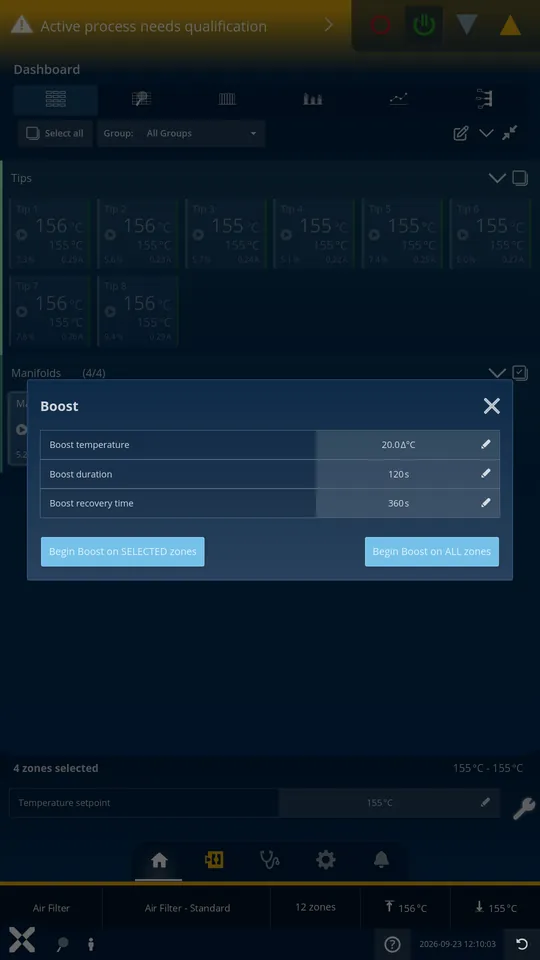 Active process needs qualification
Dashboard
Select all
Group: All Groups
Tips
Tip 1
156 °C
155 °C
Tip 2
156 °C
155 °C
Tip 3
155 °C
155 °C
Tip 4
155 °C
155 °C
Tip 5
155 °C
155 °C
Tip 6
155 °C
155 °C
Tip 7
156 °C
155 °C
Tip 8
156 °C
155 °C
Manifolds (4/4)
Boost
Boost temperature 20.0 Δ°C
Boost duration 120 s
Boost recovery time 360 s
Begin Boost on SELECTED zones
Begin Boost on ALL zones
4 zones selected 155 °C - 155 °C
Temperature setpoint 155 °C
Air Filter Air Filter - Standard 12 zones 156 °C 155 °C
2026-09-23 12:10:03